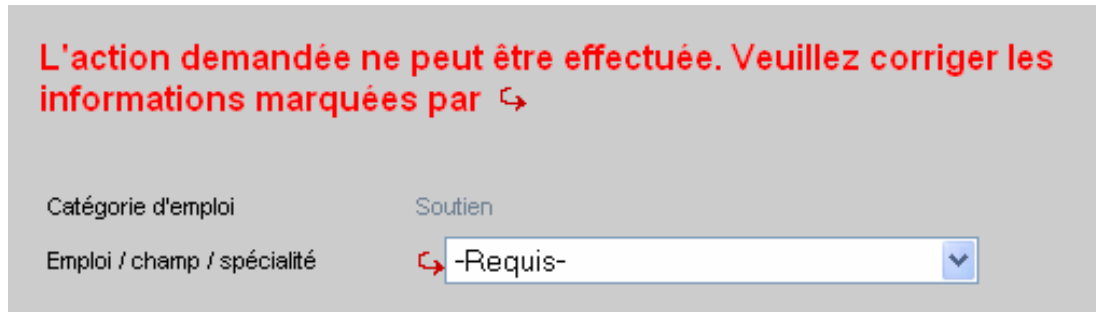 L'action demandée ne peut être effectuée. Veuillez corriger les
informations marquées par
Catégorie d'emploi Soutien
Emploi / champ / spécialité -Requis-